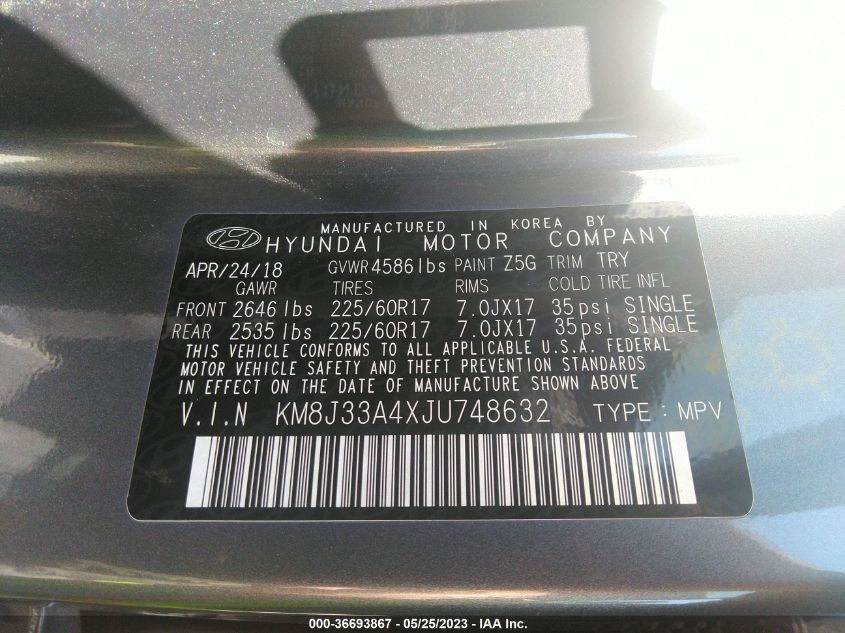 MANUFACTURED IN KOREA BY
HYUNDAI MOTOR COMPANY
APR/24/18 GVWR 4586 lbs PAINT Z5G TRIM TRY
GAWR TIRES RIMS COLD TIRE INFL
FRONT 2646 lbs 225/60R17 7.0JX17 35psi SINGLE
REAR 2535 lbs 225/60R17 7.0JX17 35psi SINGLE
THIS VEHICLE CONFORMS TO ALL APPLICABLE U.S.A. FEDERAL
MOTOR VEHICLE SAFETY AND THEFT PREVENTION STANDARDS
IN EFFECT ON THE DATE OF MANUFACTURE SHOWN ABOVE
V.I.N KM8J33A4XJU748632 TYPE : MPV
000-36693867 - 05/25/2023 - IAA Inc.